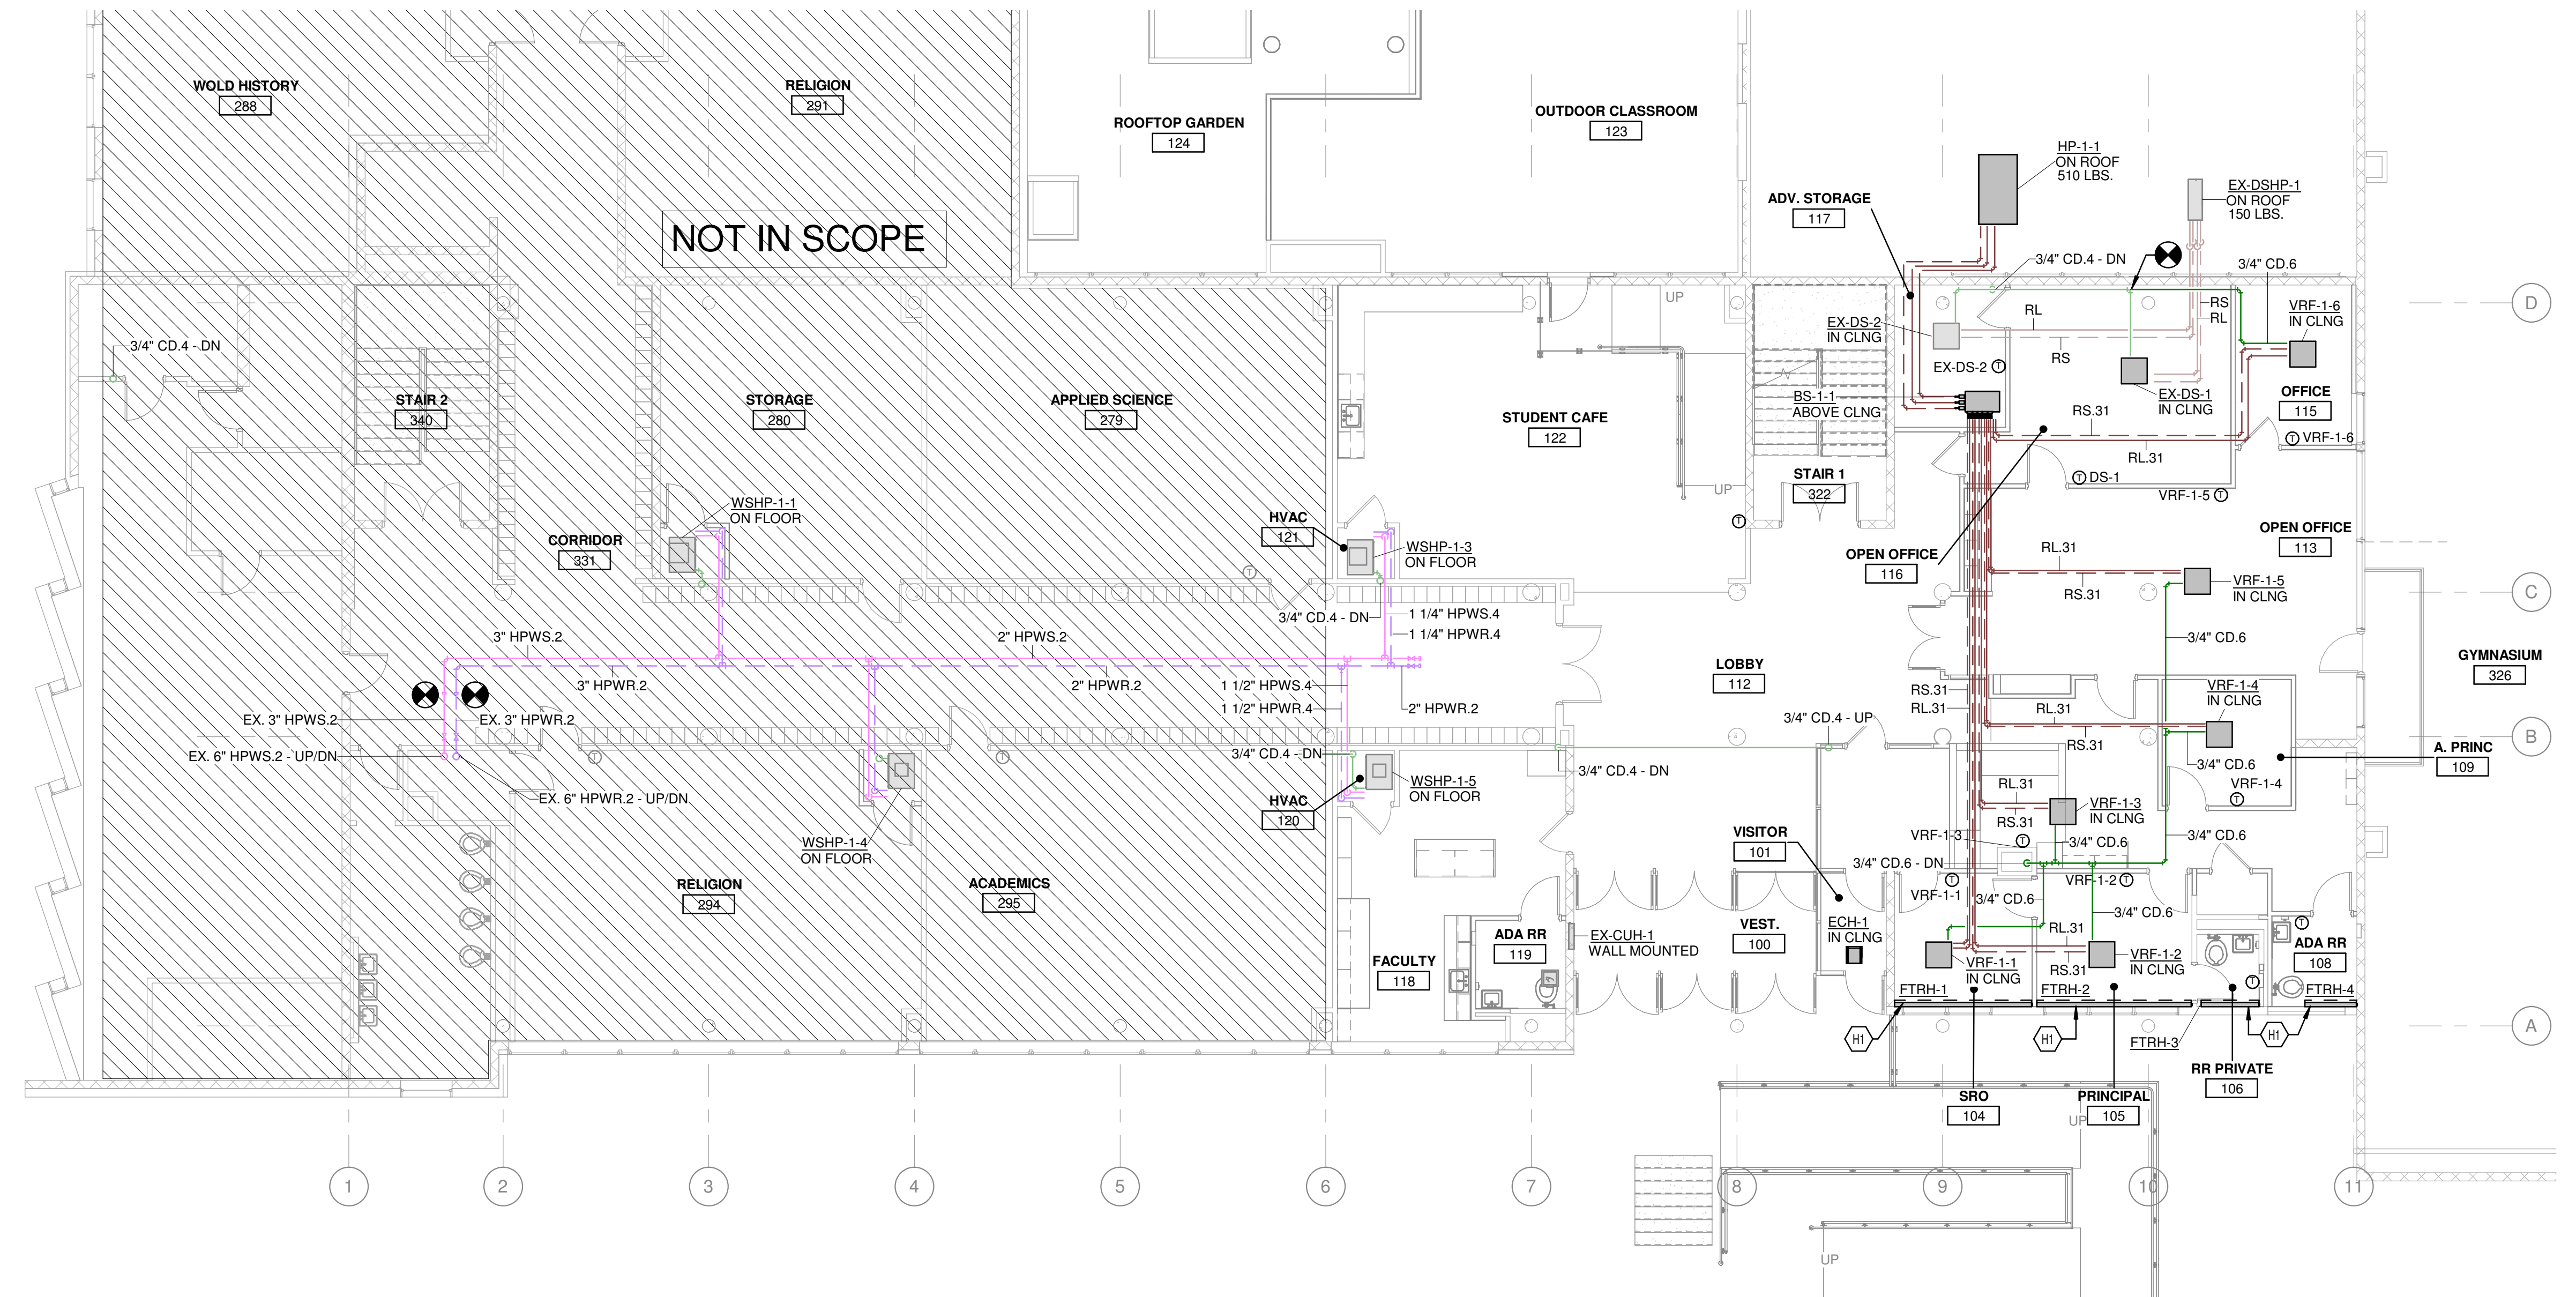 WOLD HISTORY
288
RELIGION
291
NOT IN SCOPE
ROOFTOP GARDEN
124
OUTDOOR CLASSROOM
123
HP-1-1
ON ROOF
510 LBS.
EX-DSHP-1
ON ROOF
150 LBS.
ADV. STORAGE
117
3/4" CD.4 - DN
3/4" CD.6
UP
RS
RL
RL
RS
VRF-1-6
IN CLNG
D
EX-DS-2
IN CLNG
EX-DS-2 T
3/4" CD.4 - DN
STAIR 2
340
STORAGE
280
APPLIED SCIENCE
279
STUDENT CAFE
122
BS-1-1
ABOVE CLNG
EX-DS-1
IN CLNG
OFFICE
115
RS.31
RL.31
T VRF-1-6
STAIR 1
322
UP
T DS-1
VRF-1-5 T
WSHP-1-1
ON FLOOR
HVAC
121
T
CORRIDOR
331
WSHP-1-3
ON FLOOR
OPEN OFFICE
113
OPEN OFFICE
116
RL.31
RS.31
T
VRF-1-5
IN CLNG
C
3/4" CD.4 - DN
1 1/4" HPWS.4
1 1/4" HPWR.4
3" HPWS.2
2" HPWS.2
3/4" CD.6
3" HPWR.2
2" HPWR.2
1 1/2" HPWS.4
1 1/2" HPWR.4
2" HPWR.2
LOBBY
112
GYMNASIUM
326
RS.31
RL.31
RL.31
RS.31
VRF-1-4
IN CLNG
EX. 3" HPWS.2
EX. 3" HPWR.2
3/4" CD.4 - UP
B
EX. 6" HPWS.2 - UP/DN
T
T
3/4" CD.4 - DN
3/4" CD.4 - DN
3/4" CD.6
A. PRINC
109
EX. 6" HPWR.2 - UP/DN
WSHP-1-5
ON FLOOR
HVAC
120
RL.31
RS.31
VRF-1-3
IN CLNG
VRF-1-4
T
WSHP-1-4
ON FLOOR
VISITOR
101
VRF-1-3
T
3/4" CD.6
3/4" CD.6
3/4" CD.6 - DN
T
VRF-1-1
VRF-1-2 T
RELIGION
294
ACADEMICS
295
3/4" CD.6
3/4" CD.6
VEST.
100
ECH-1
IN CLNG
EX-CUH-1
WALL MOUNTED
ADA RR
119
FACULTY
118
RL.31
RS.31
VRF-1-1
IN CLNG
VRF-1-2
IN CLNG
T
ADA RR
108
T
FTRH-1
FTRH-2
FTRH-4
H1
H1
H1
FTRH-3
A
RR PRIVATE
106
SRO
104
PRINCIPAL
105
UP
1
2
3
4
5
6
7
8
9
10
11
UP